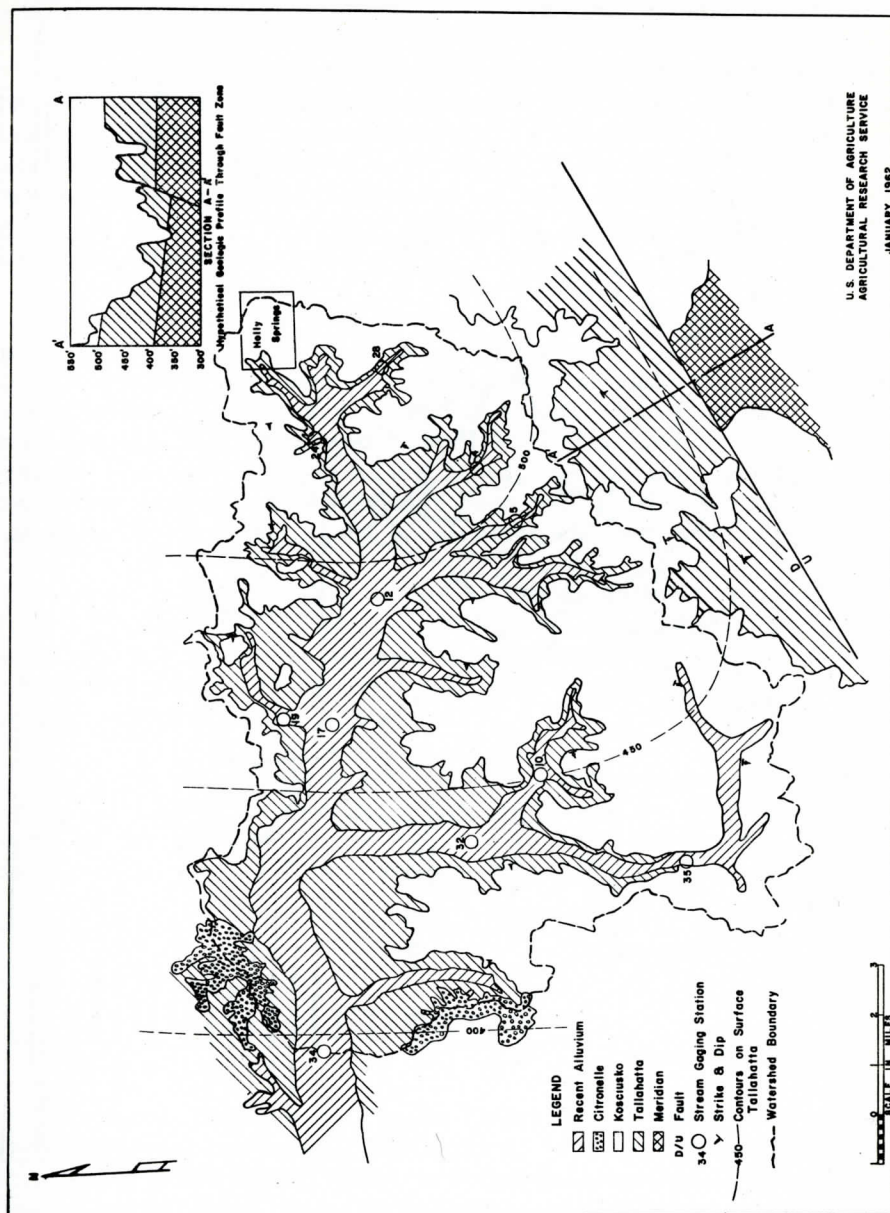 A'
A
550'
500'
450'
400'
350'
300'
SECTION A-A'
Hypothetical Geologic Profile Through Fault Zone
N
Holly
Springs
28
24
4
5
12
19
17
10
32
35
34
500
450
400
A'
A
D
U
LEGEND
Recent Alluvium
Citronelle
Kosciusko
Tallahatta
Meridian
D/U Fault
34 Stream Gaging Station
Strike & Dip
450 Contours on Surface
Tallahatta
Watershed Boundary
0 1 2 3
SCALE IN MILES
U.S. DEPARTMENT OF AGRICULTURE
AGRICULTURAL RESEARCH SERVICE
JANUARY 1962